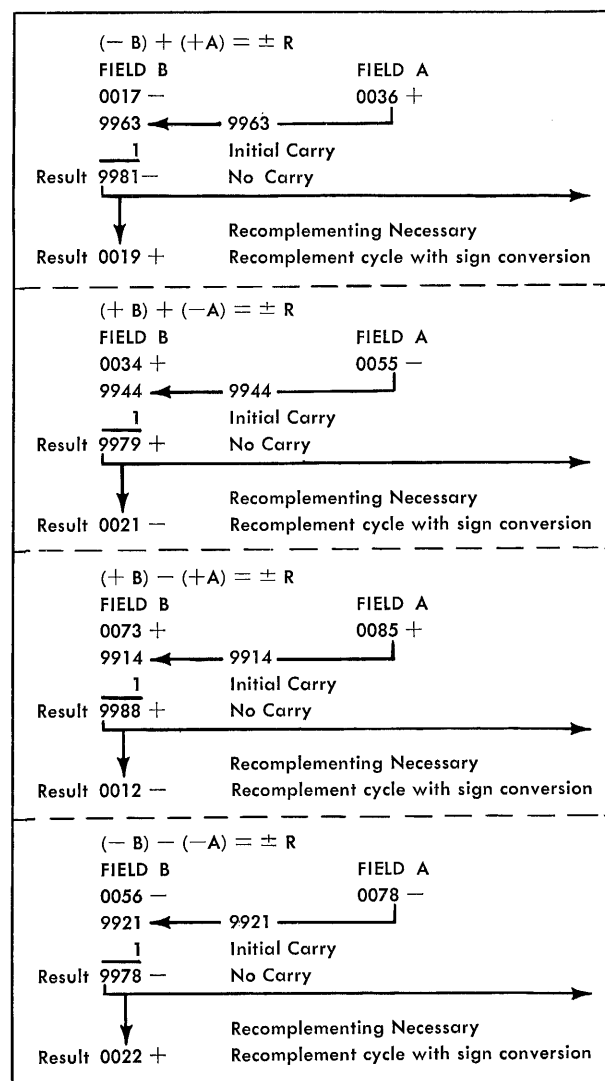 (− B) + (+A) = ± R
FIELD B FIELD A
0017 − 0036 +
9963 9963
1 Initial Carry
Result 9981− No Carry
Recomplementing Necessary
Result 0019 + Recomplement cycle with sign conversion
(+ B) + (−A) = ± R
FIELD B FIELD A
0034 + 0055 −
9944 9944
1 Initial Carry
Result 9979 + No Carry
Recomplementing Necessary
Result 0021 − Recomplement cycle with sign conversion
(+ B) − (+A) = ± R
FIELD B FIELD A
0073 + 0085 +
9914 9914
1 Initial Carry
Result 9988 + No Carry
Recomplementing Necessary
Result 0012 − Recomplement cycle with sign conversion
(− B) − (−A) = ± R
FIELD B FIELD A
0056 − 0078 −
9921 9921
1 Initial Carry
Result 9978 − No Carry
Recomplementing Necessary
Result 0022 + Recomplement cycle with sign conversion